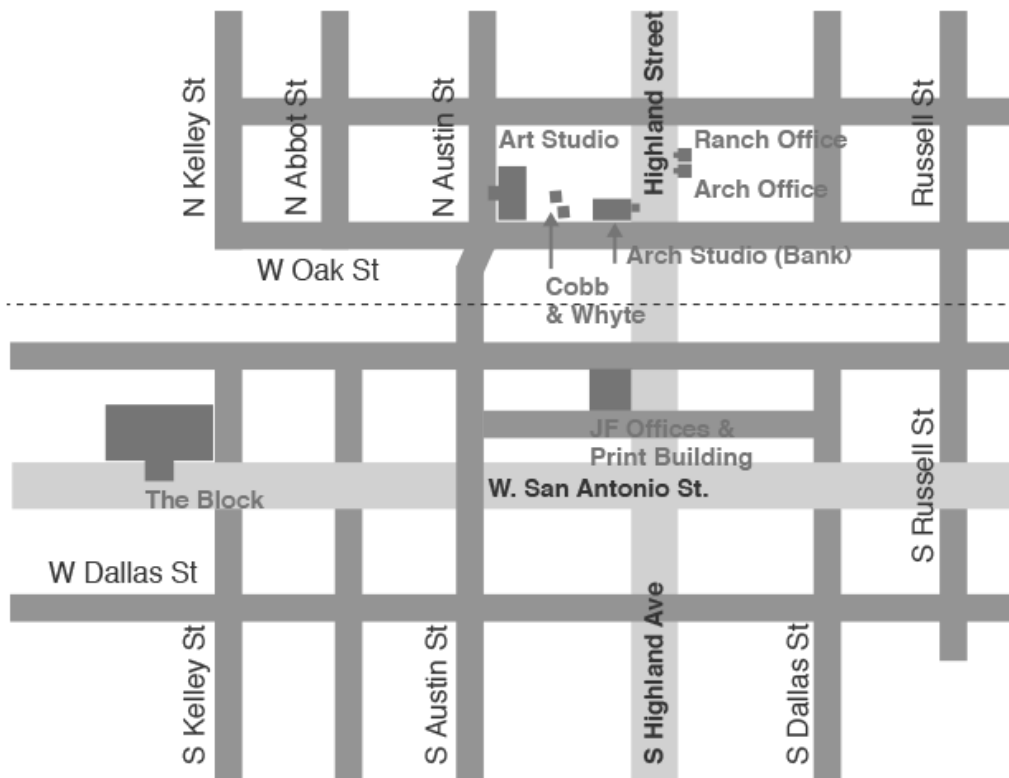 N Kelley St
N Abbot St
N Austin St
Highland Street
Russell St
Art Studio
Ranch Office
Arch Office
W Oak St
Arch Studio (Bank)
Cobb
& Whyte
JF Offices &
Print Building
The Block
W. San Antonio St.
S Russell St
W Dallas St
S Kelley St
S Austin St
S Highland Ave
S Dallas St